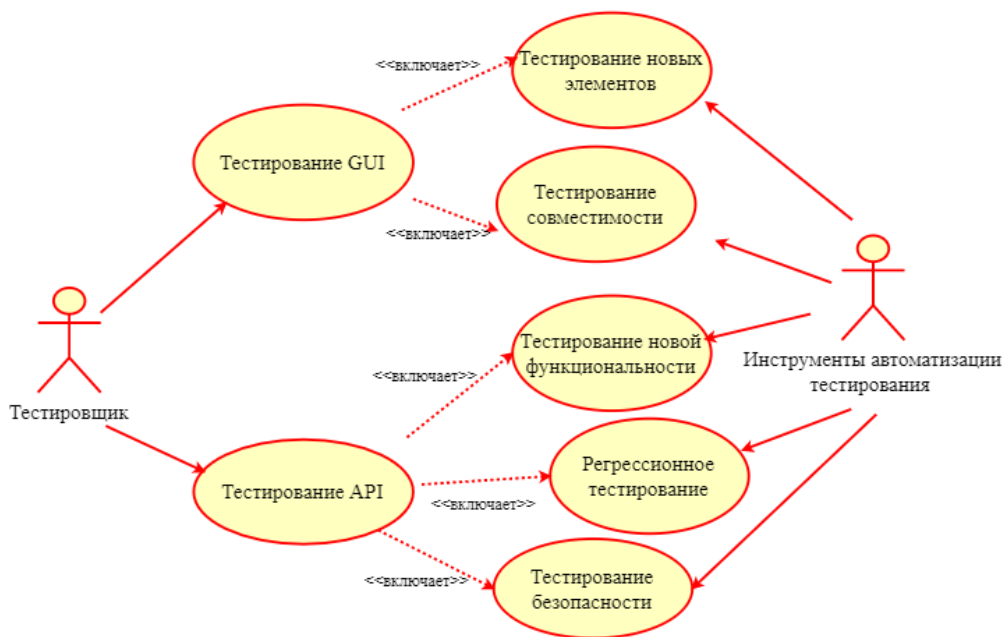 <<включает>>
Тестирование новых
элементов
Тестирование GUI
Тестирование
совместимости
<<включает>>
Тестировщик
Тестирование новой
функциональности
<<включает>>
Инструменты автоматизации
тестирования
Тестирование API
Регрессионное
тестирование
<<включает>>
<<включает>>
Тестирование
безопасности